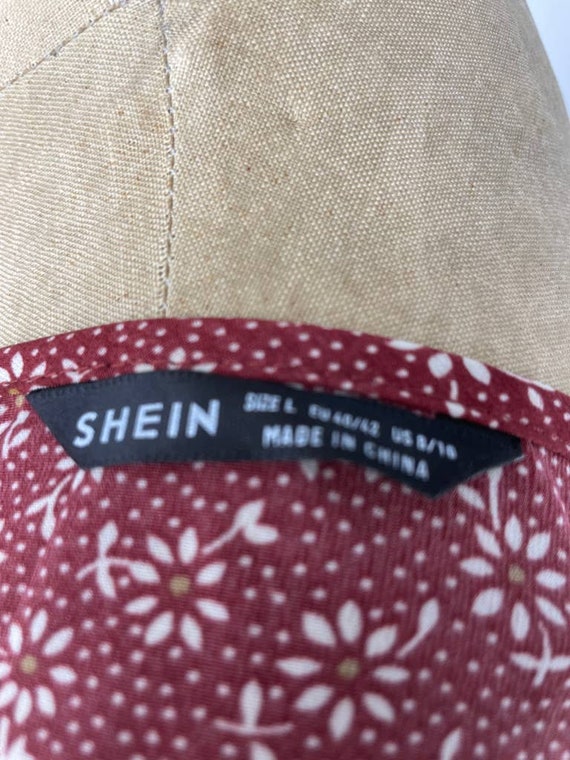 SHEIN SIZE L EU 40/42 US 8/10
MADE IN CHINA